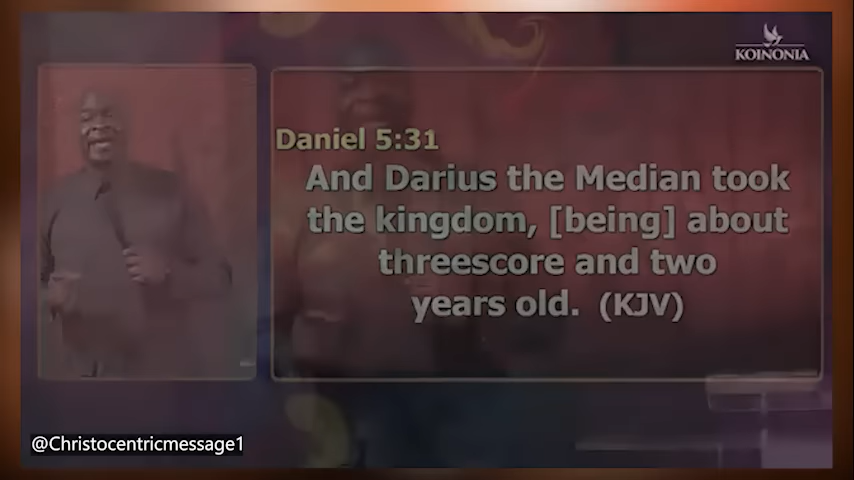 KOINONIA
Daniel 5:31
And Darius the Median took
the kingdom, [being] about
threescore and two
years old. (KJV)
@Christocentricmessage1